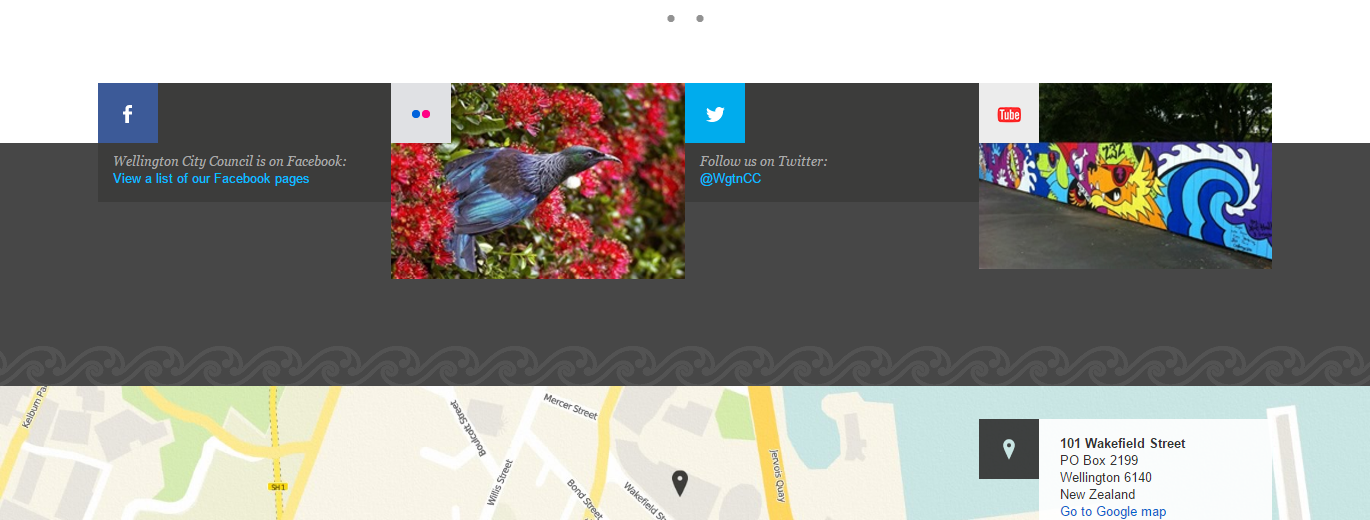 f
Tube
Wellington City Council is on Facebook:
View a list of our Facebook pages
Follow us on Twitter:
@WgtnCC
232
Kelburn Pa
SH 1
Boulcott Street
Mercer Street
Willis Street
Bond Street
Wakefield St
Jervois Quay
101 Wakefield Street
PO Box 2199
Wellington 6140
New Zealand
Go to Google map